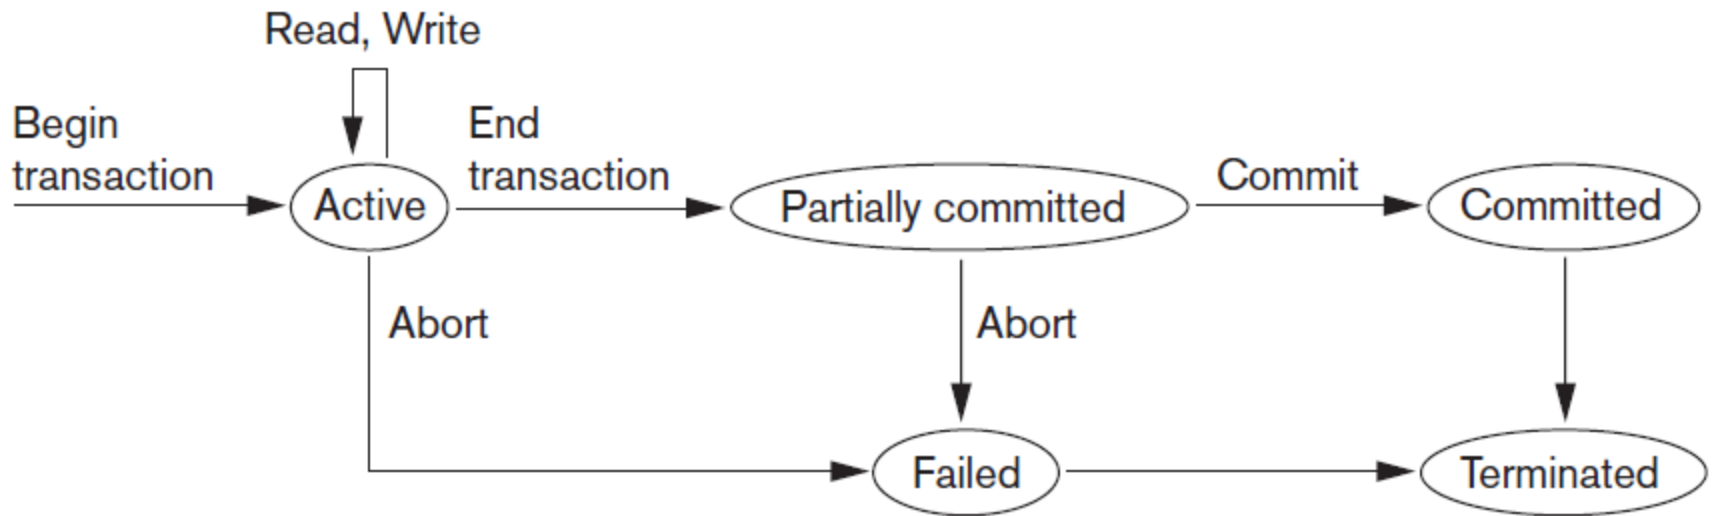 Read, Write
Begin
transaction
End
transaction
Active
Partially committed
Commit
Committed
Abort
Abort
Failed
Terminated